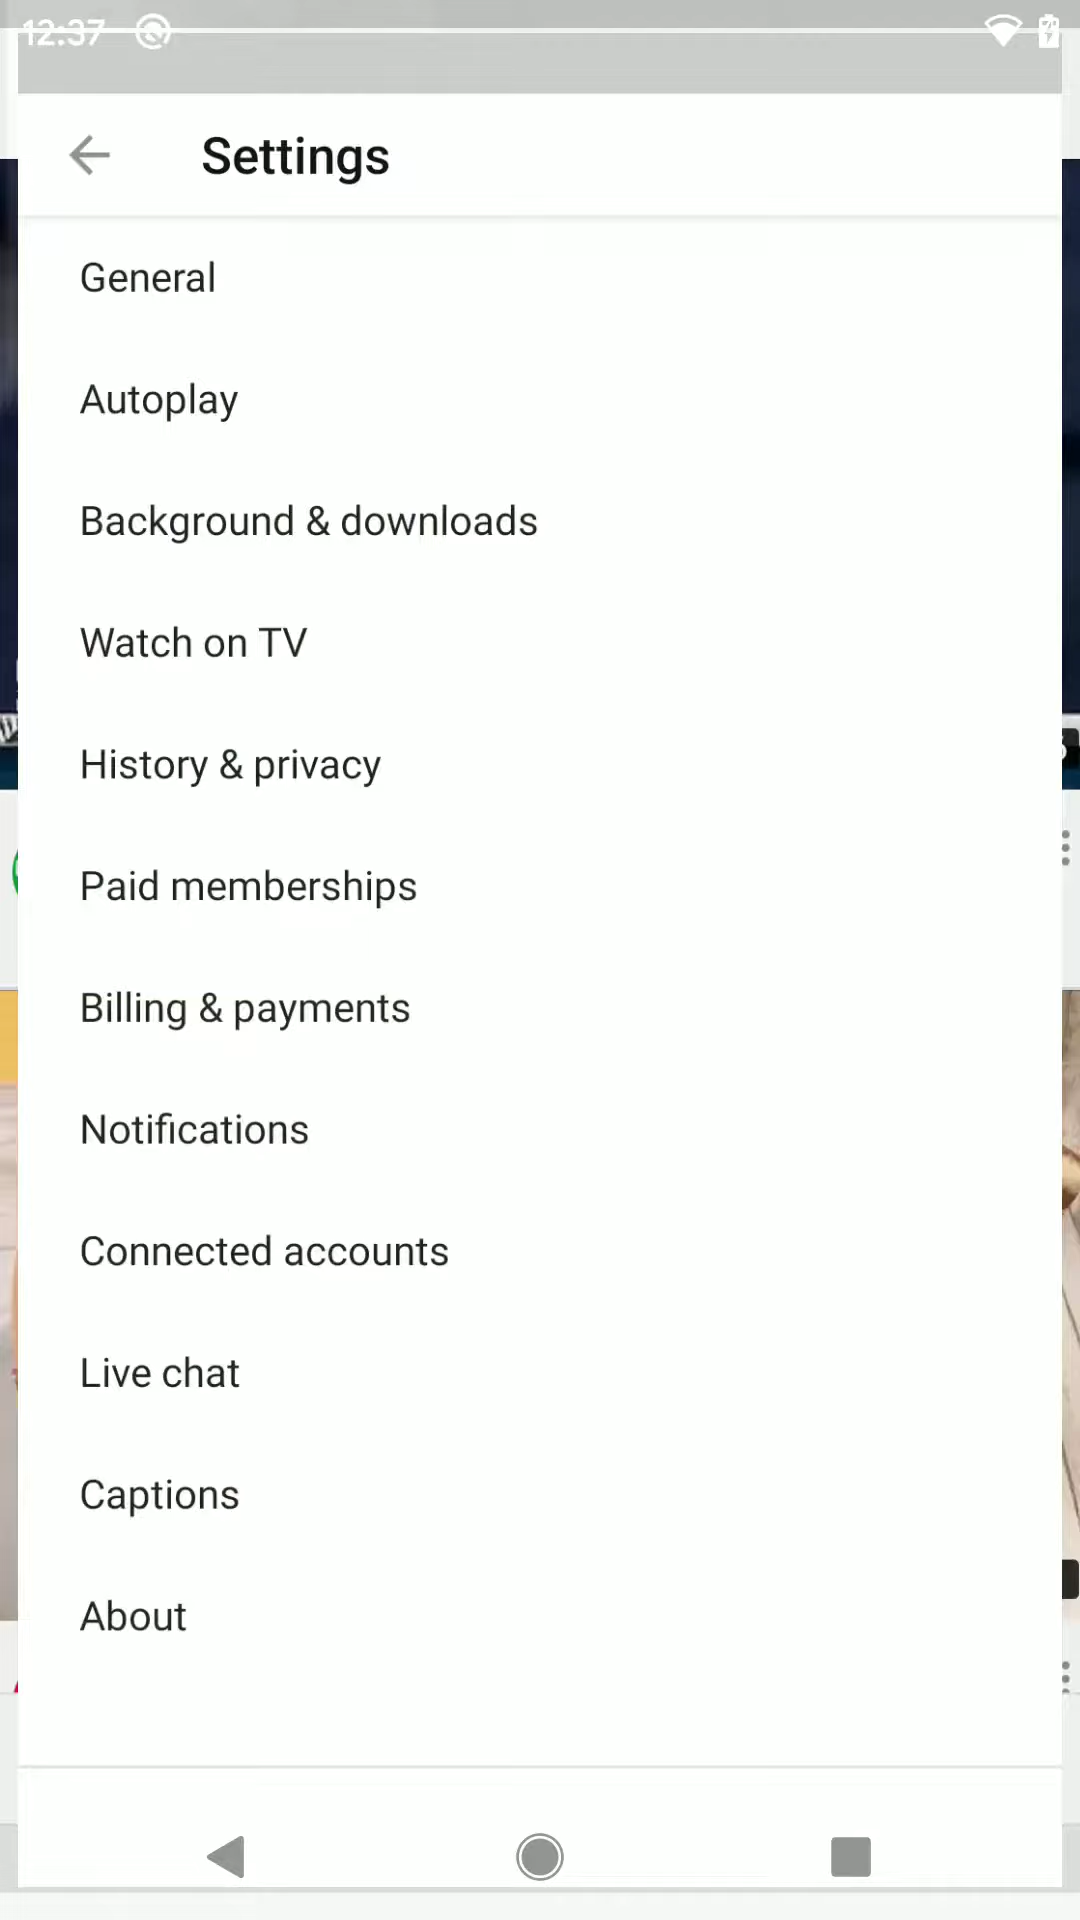 12:37
Settings
General
Autoplay
Background & downloads
Watch on TV
History & privacy
Paid memberships
Billing & payments
Notifications
Connected accounts
Live chat
Captions
About